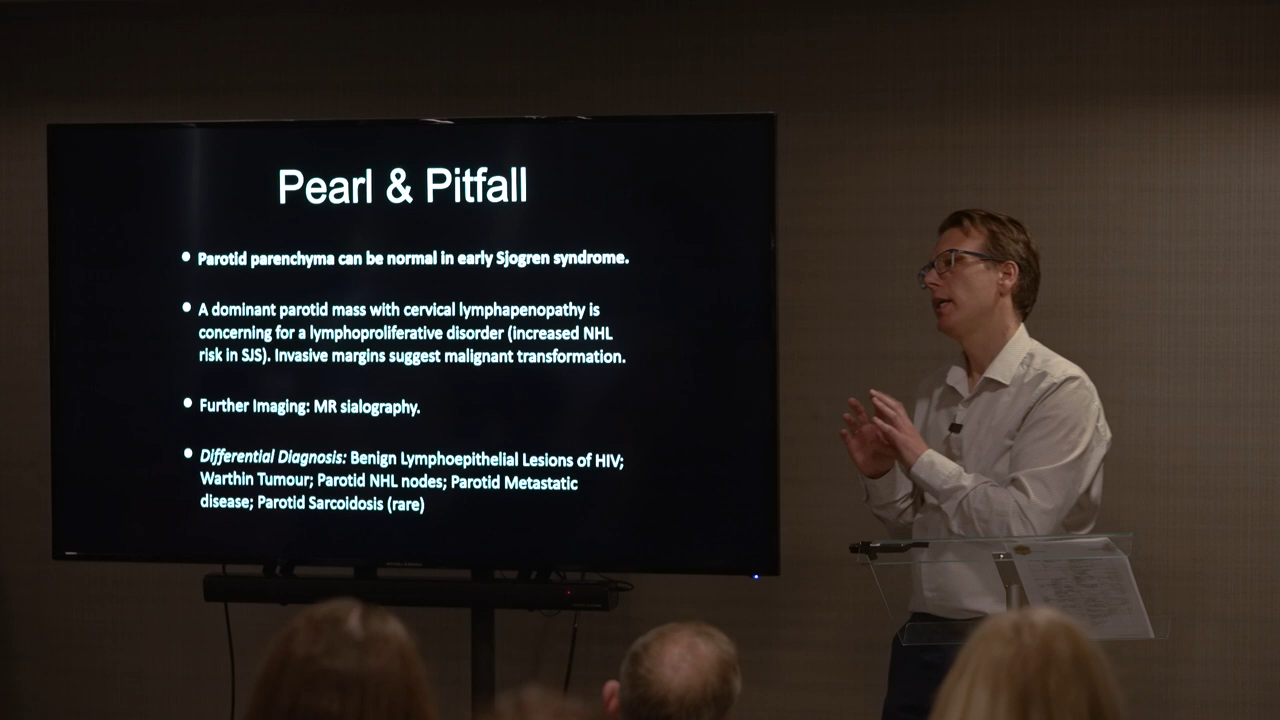 Pearl & Pitfall
• Parotid parenchyma can be normal in early Sjogren syndrome.
• A dominant parotid mass with cervical lymphapenopathy is
concerning for a lymphoproliferative disorder (increased NHL
risk in SJS). Invasive margins suggest malignant transformation.
• Further Imaging: MR sialography.
• Differential Diagnosis: Benign Lymphoepithelial Lesions of HIV;
Warthin Tumour; Parotid NHL nodes; Parotid Metastatic
disease; Parotid Sarcoidosis (rare)